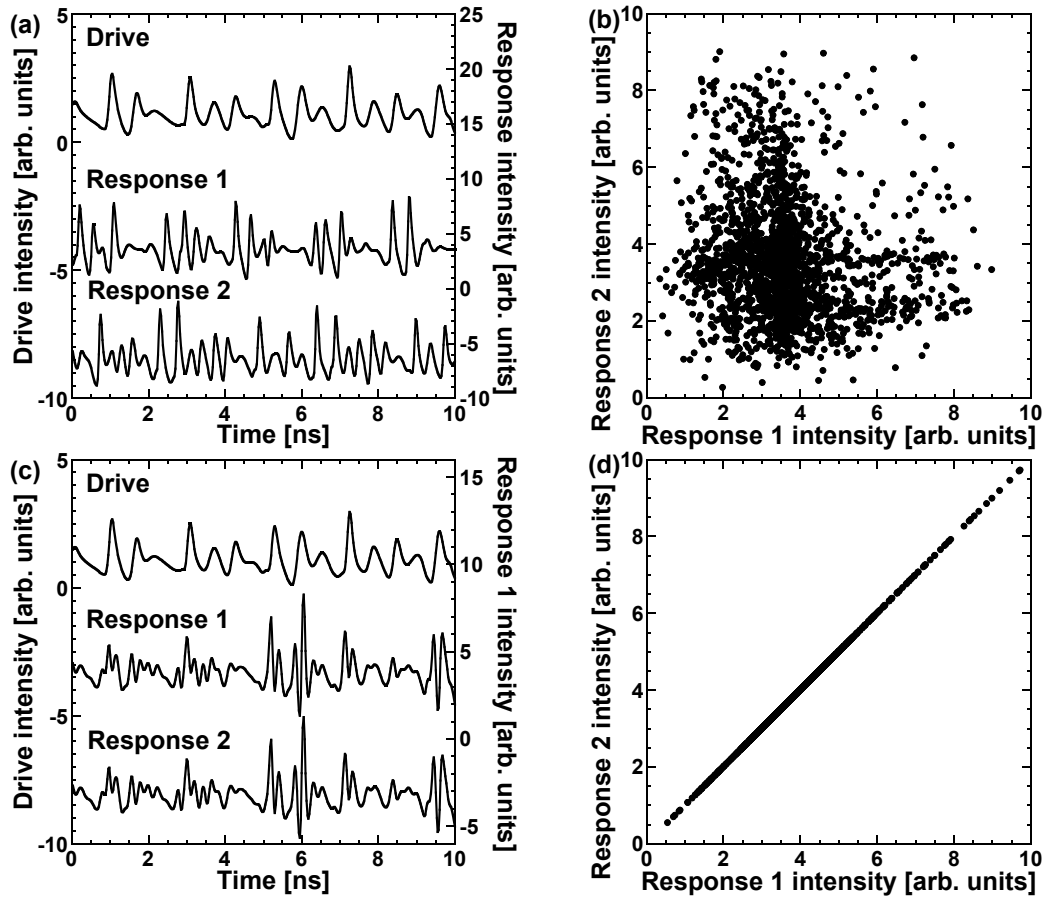 (a)
Drive
Response 1
Response 2
5
0
-5
-10
Drive intensity [arb. units]
25
20
15
10
5
0
-5
-10
Response intensity [arb. units]
0 2 4 6 8 10
Time [ns]
(b)
10
8
6
4
2
0
Response 2 intensity [arb. units]
0 2 4 6 8 10
Response 1 intensity [arb. units]
(c)
Drive
Response 1
Response 2
5
0
-5
-10
Drive intensity [arb. units]
15
10
5
0
-5
Response 1 intensity [arb. units]
0 2 4 6 8 10
Time [ns]
(d)
10
8
6
4
2
0
Response 2 intensity [arb. units]
0 2 4 6 8 10
Response 1 intensity [arb. units]